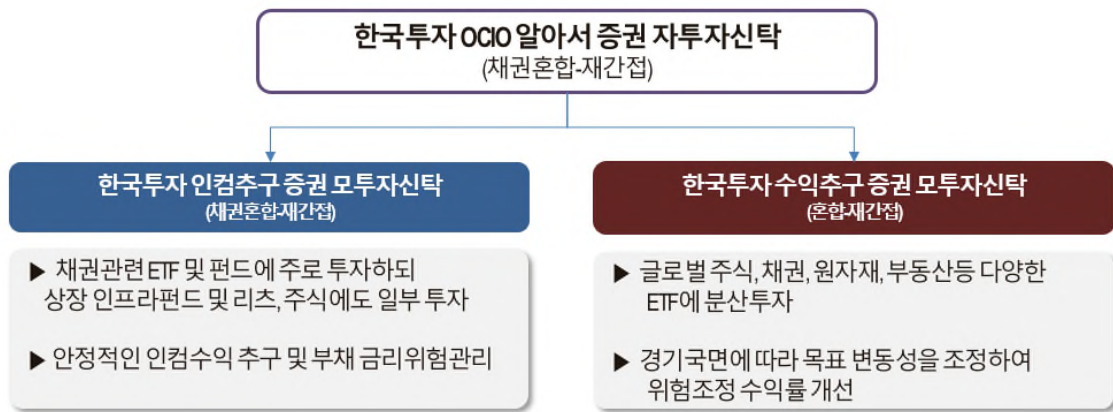 한국투자 OCIO 알아서 증권 자투자신탁
(채권혼합-재간접)
한국투자 인컴추구 증권 모투자신탁
(채권혼합-재간접)
▶ 채권관련 ETF 및 펀드에 주로 투자하되
상장 인프라펀드 및 리츠, 주식에도 일부 투자
▶ 안정적인 인컴수익 추구 및 부채 금리위험관리
한국투자 수익추구 증권 모투자신탁
(혼합-재간접)
▶ 글로벌 주식, 채권, 원자재, 부동산등 다양한
ETF에 분산투자
▶ 경기국면에 따라 목표 변동성을 조정하여
위험조정 수익률 개선